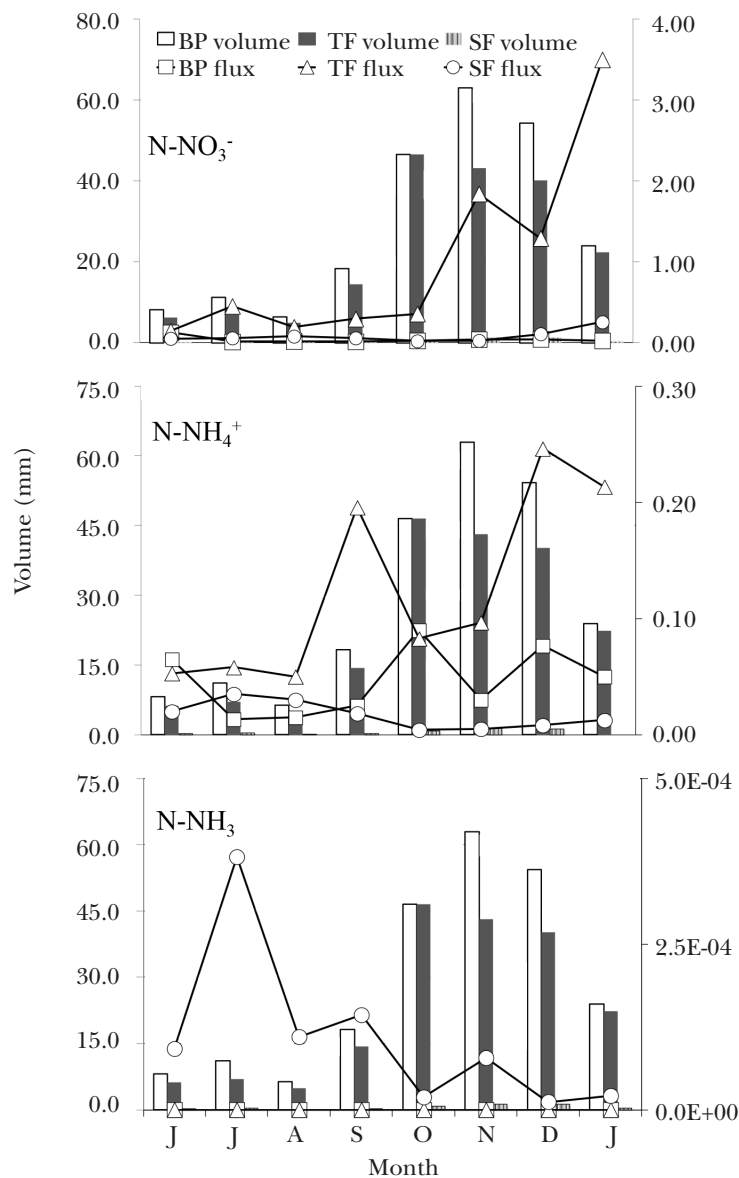 80.0 4.00
BP volume TF volume SF volume
BP flux TF flux SF flux
60.0 3.00
N-NO₃⁻
40.0 2.00
20.0 1.00
0.0 0.00
75.0 0.30
N-NH₄⁺
60.0
0.20
45.0
30.0
0.10
15.0
0.0 0.00
Volume (mm)
75.0 5.0E-04
N-NH₃
60.0
45.0
2.5E-04
30.0
15.0
0.0 0.0E+00
J J A S O N D J
Month